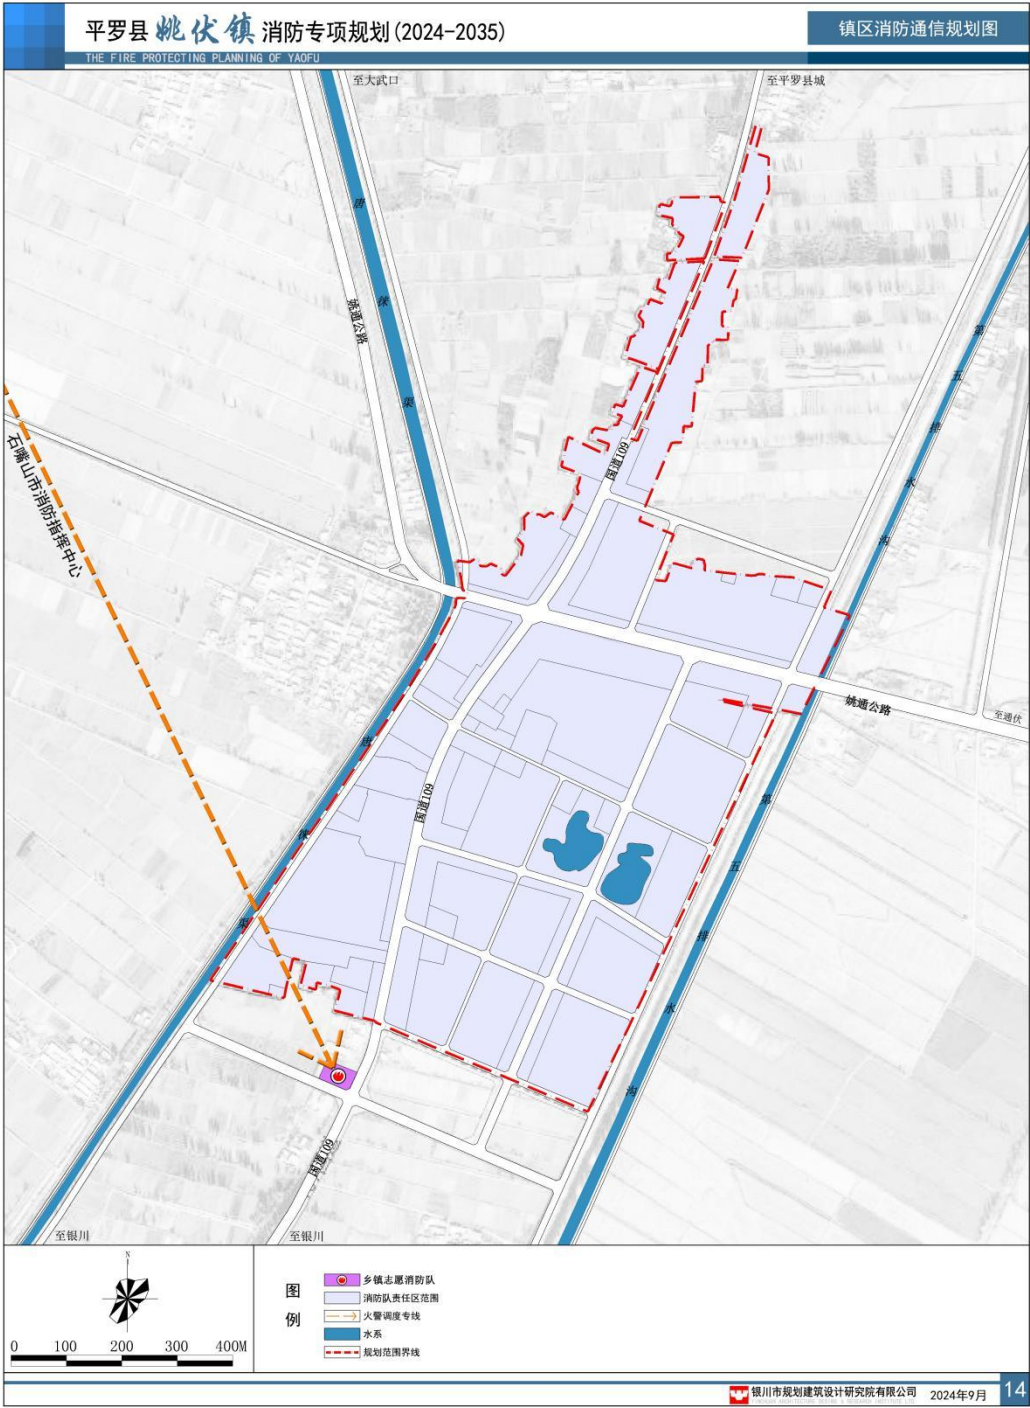 平罗县 姚伏镇 消防专项规划(2024-2035)
镇区消防通信规划图
THE FIRE PROTECTING PLANNING OF YAOFU
至大武口
至平罗县城
唐
徕
渠
姚通公路
第
五
排
水
沟
石嘴山市消防指挥中心
国道109
姚通公路
至通伏
唐
徕
渠
国道109
第
五
排
水
沟
国道109
至银川
至银川
N
0 100 200 300 400M
图
例
乡镇志愿消防队
消防队责任区范围
火警调度专线
水系
规划范围界线
银川市规划建筑设计研究院有限公司
2024年9月
14